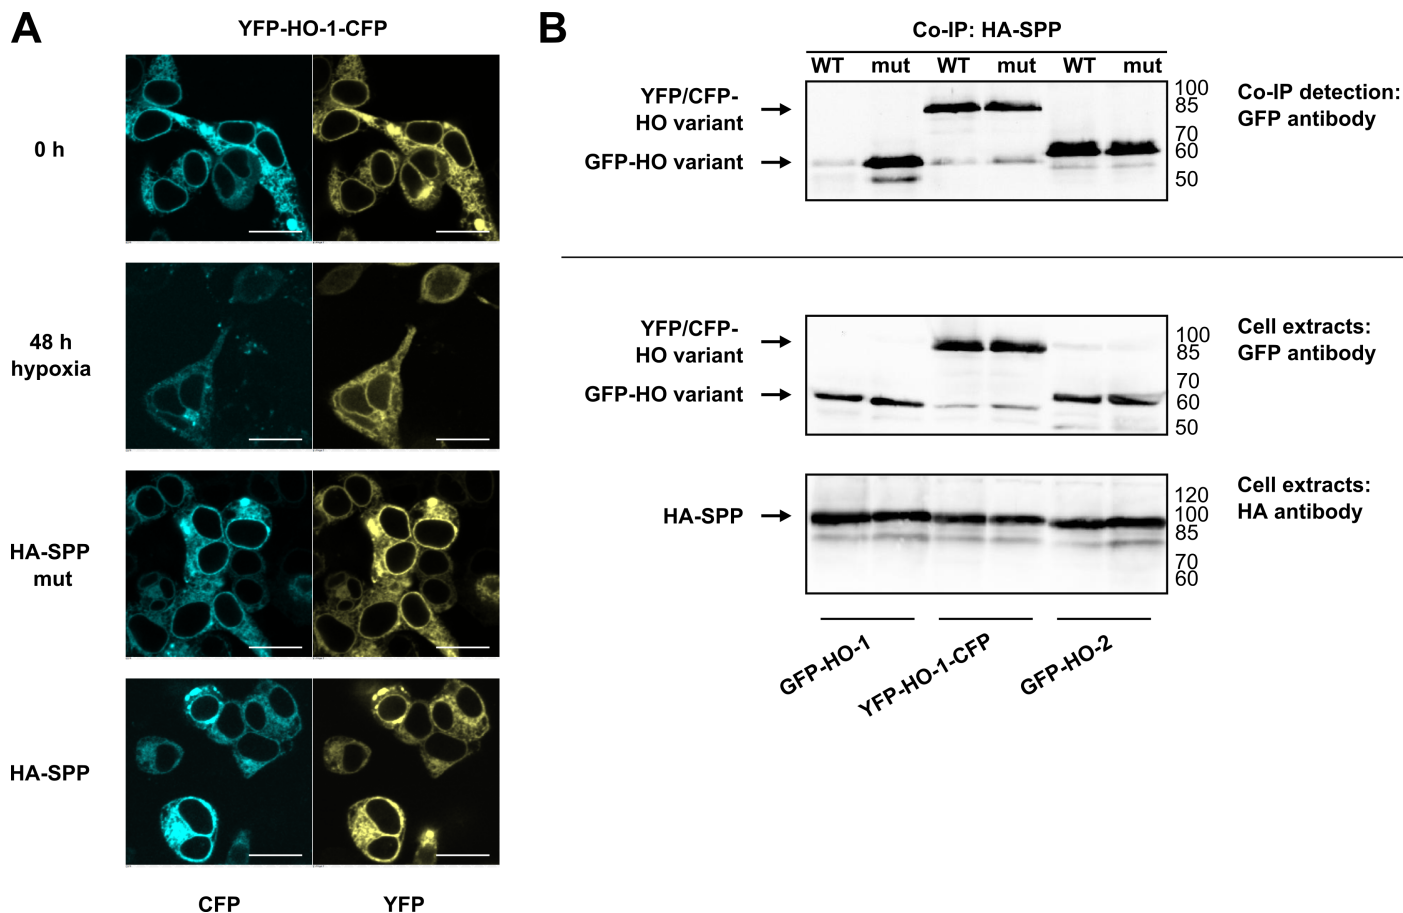 A
YFP-HO-1-CFP
0 h
48 h
hypoxia
HA-SPP
mut
HA-SPP
CFP YFP
B
Co-IP: HA-SPP
WT mut WT mut WT mut
YFP/CFP-
HO variant
GFP-HO variant
100
85
70
60
50
Co-IP detection:
GFP antibody
YFP/CFP-
HO variant
GFP-HO variant
100
85
70
60
50
Cell extracts:
GFP antibody
HA-SPP
120
100
85
70
60
Cell extracts:
HA antibody
GFP-HO-1
YFP-HO-1-CFP
GFP-HO-2